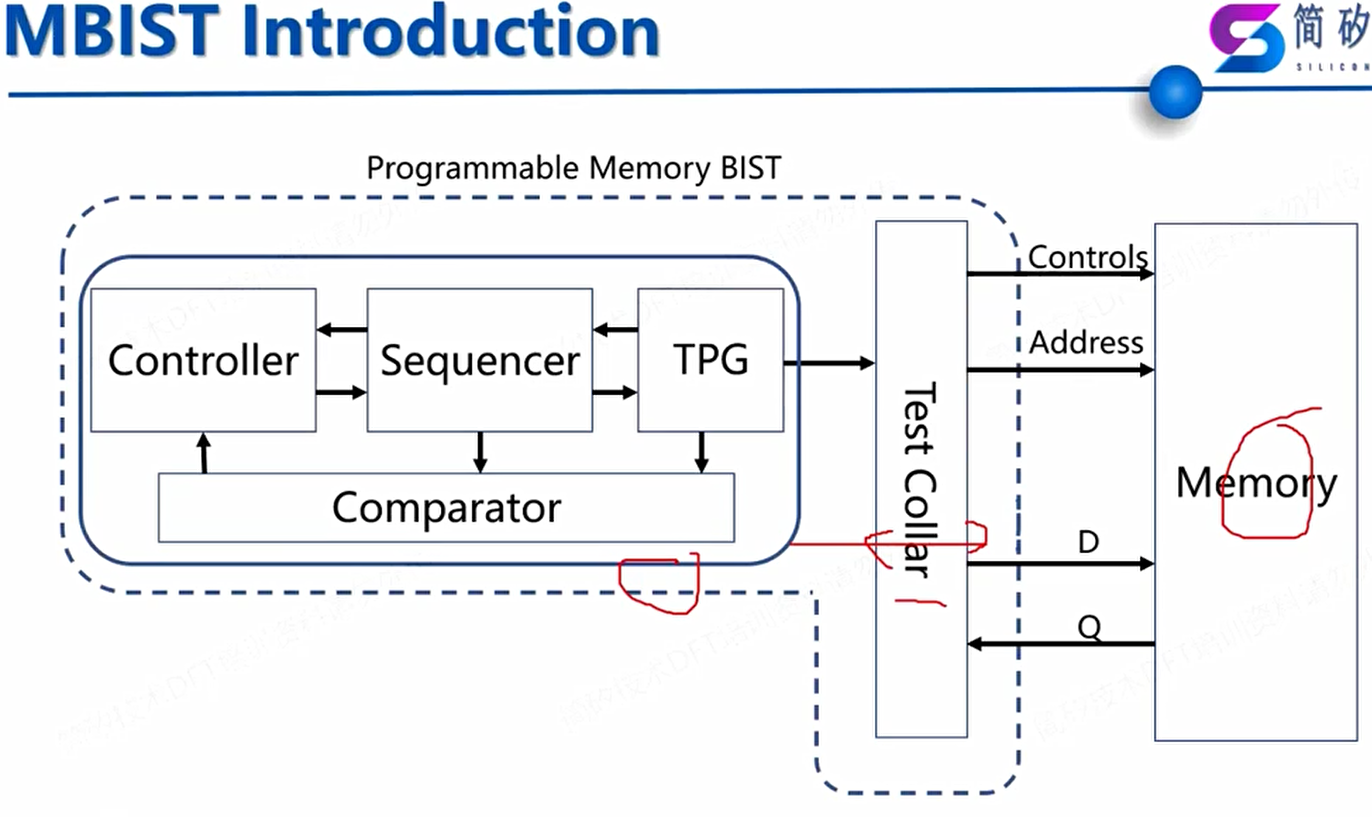 MBIST Introduction
简 矽
SILICON
Programmable Memory BIST
Controls
Controller
Sequencer
TPG
Address
Test Collar
Memory
Comparator
D
Q